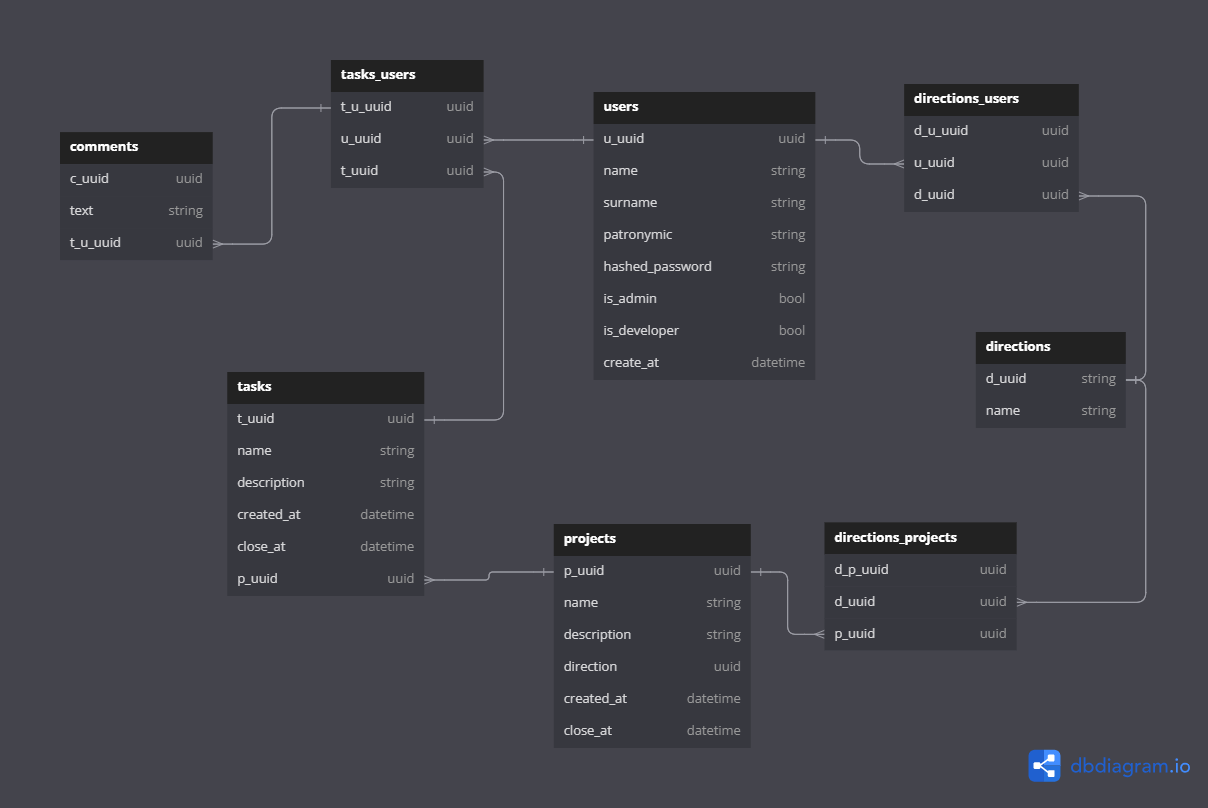 tasks_users
t_u_uuid uuid
u_uuid uuid
t_uuid uuid
comments
c_uuid uuid
text string
t_u_uuid uuid
users
u_uuid uuid
name string
surname string
patronymic string
hashed_password string
is_admin bool
is_developer bool
create_at datetime
directions_users
d_u_uuid uuid
u_uuid uuid
d_uuid uuid
directions
d_uuid string
name string
tasks
t_uuid uuid
name string
description string
created_at datetime
close_at datetime
p_uuid uuid
projects
p_uuid uuid
name string
description string
direction uuid
created_at datetime
close_at datetime
directions_projects
d_p_uuid uuid
d_uuid uuid
p_uuid uuid
dbdiagram.io